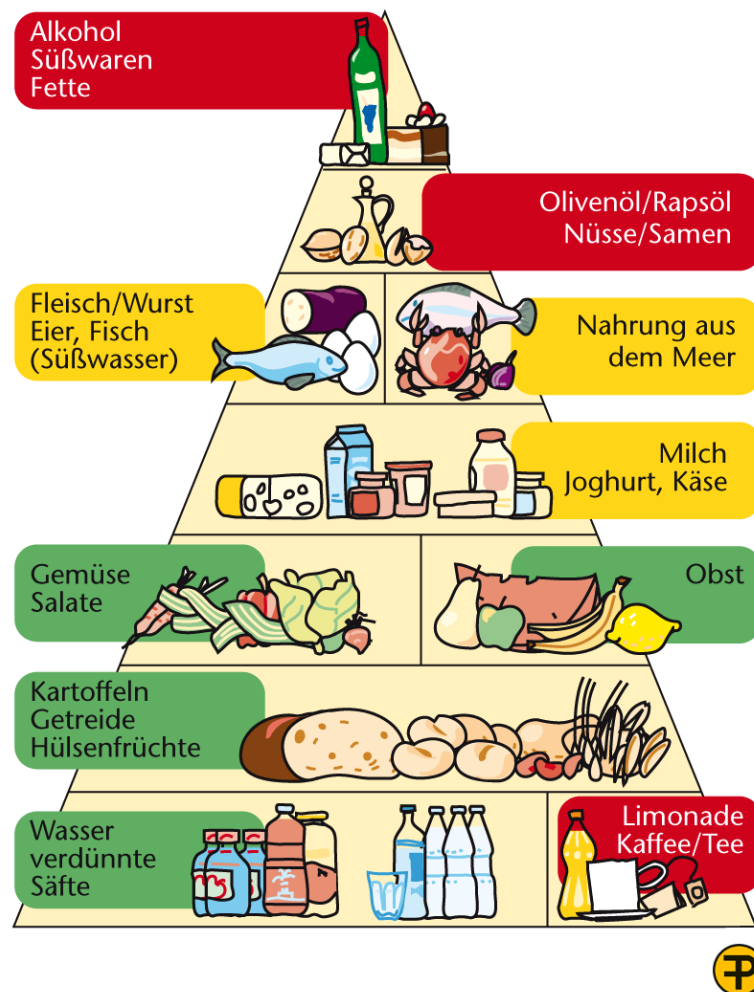 Alkohol
Süßwaren
Fette
Olivenöl/Rapsöl
Nüsse/Samen
Fleisch/Wurst
Eier, Fisch
(Süßwasser)
Nahrung aus
dem Meer
Milch
Joghurt, Käse
Gemüse
Salate
Obst
Kartoffeln
Getreide
Hülsenfrüchte
Wasser
verdünnte
Säfte
Limonade
Kaffee/Tee